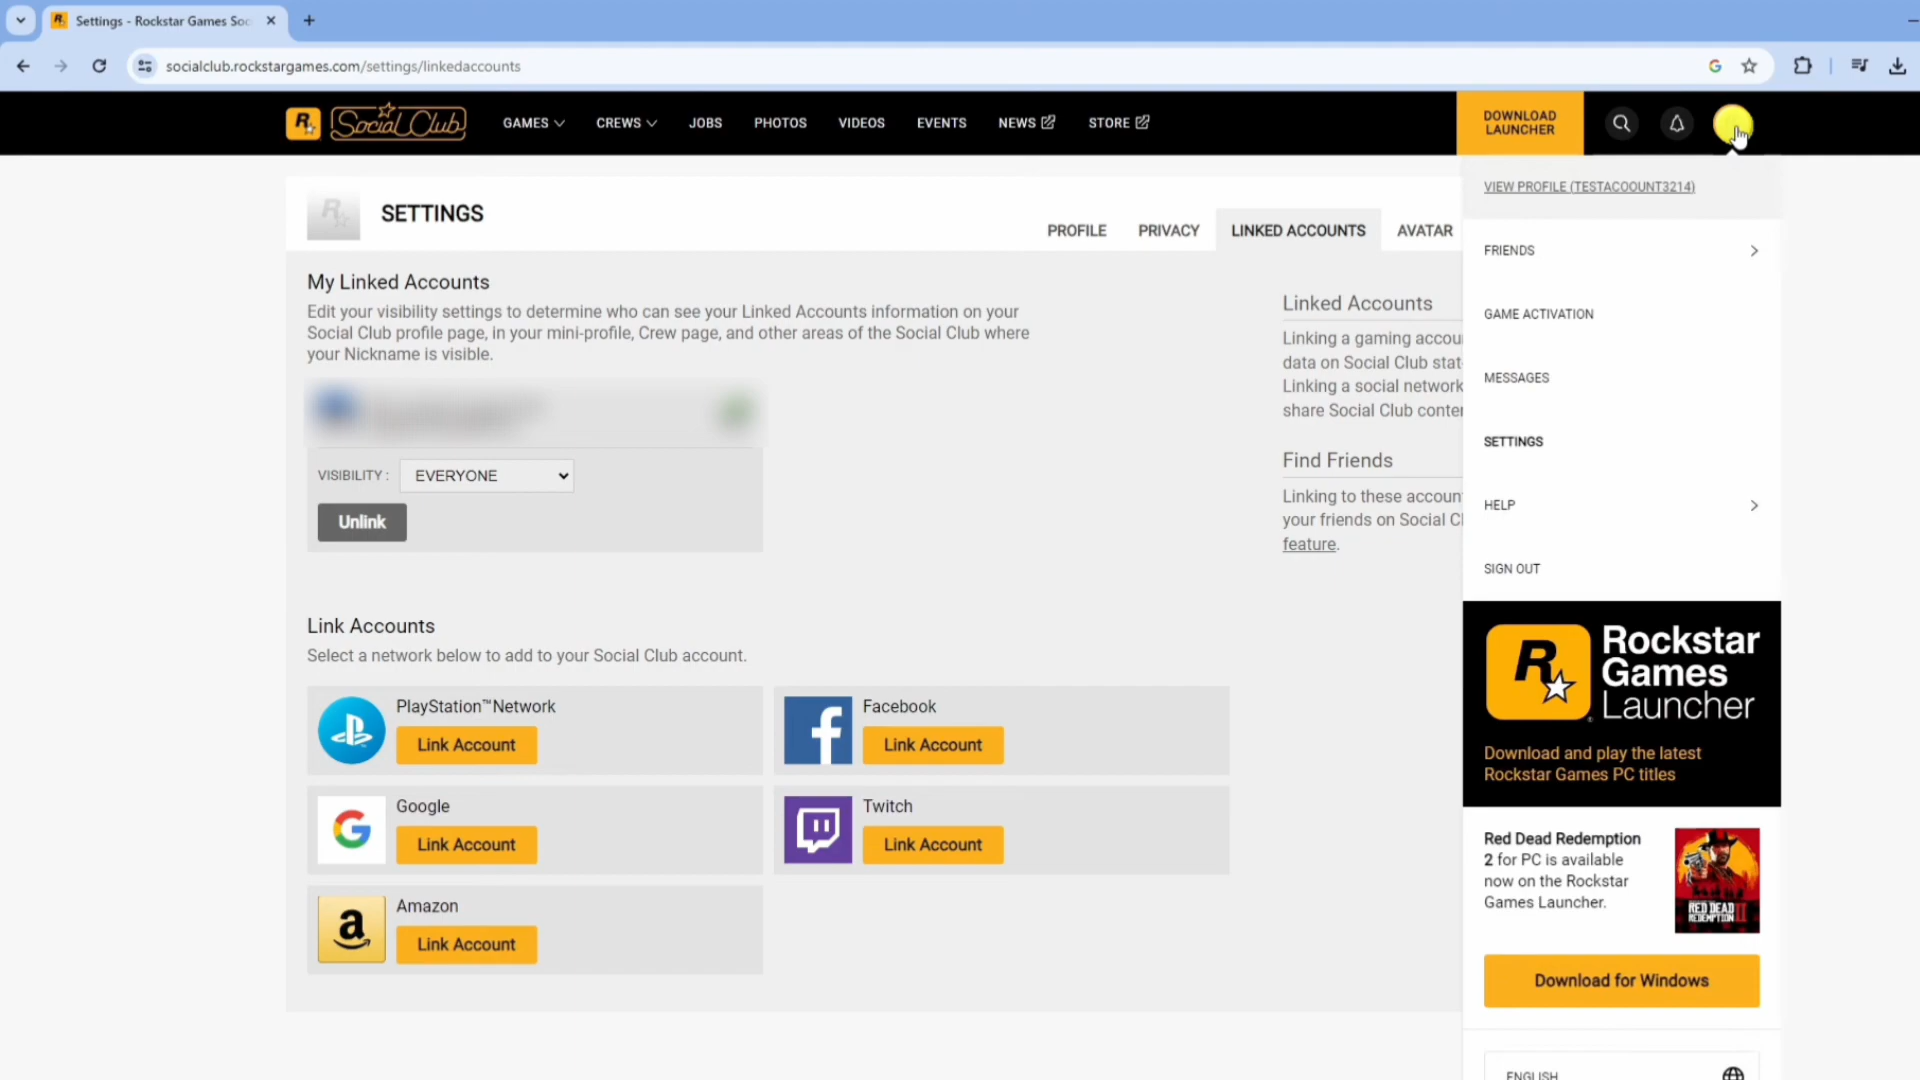 Settings - Rockstar Games Soc
socialclub.rockstargames.com/settings/linkedaccounts
Social Club
GAMES
CREWS
JOBS
PHOTOS
VIDEOS
EVENTS
NEWS
STORE
DOWNLOAD
LAUNCHER
SETTINGS
PROFILE
PRIVACY
LINKED ACCOUNTS
AVATAR
My Linked Accounts
Edit your visibility settings to determine who can see your Linked Accounts information on your
Social Club profile page, in your mini-profile, Crew page, and other areas of the Social Club where
your Nickname is visible.
VISIBILITY :
EVERYONE
Unlink
Link Accounts
Select a network below to add to your Social Club account.
PlayStation™Network
Link Account
Facebook
Link Account
Google
Link Account
Twitch
Link Account
Amazon
Link Account
Linked Accounts
Linking a gaming accou
data on Social Club stat
Linking a social network
share Social Club conte
Find Friends
Linking to these accoun
your friends on Social Cl
feature.
VIEW PROFILE (TESTACOOUNT3214)
FRIENDS
GAME ACTIVATION
MESSAGES
SETTINGS
HELP
SIGN OUT
Rockstar
Games
Launcher
Download and play the latest
Rockstar Games PC titles
Red Dead Redemption
2 for PC is available
now on the Rockstar
Games Launcher.
RED DEAD
REDEMPTION
II
Download for Windows
ENGLISH